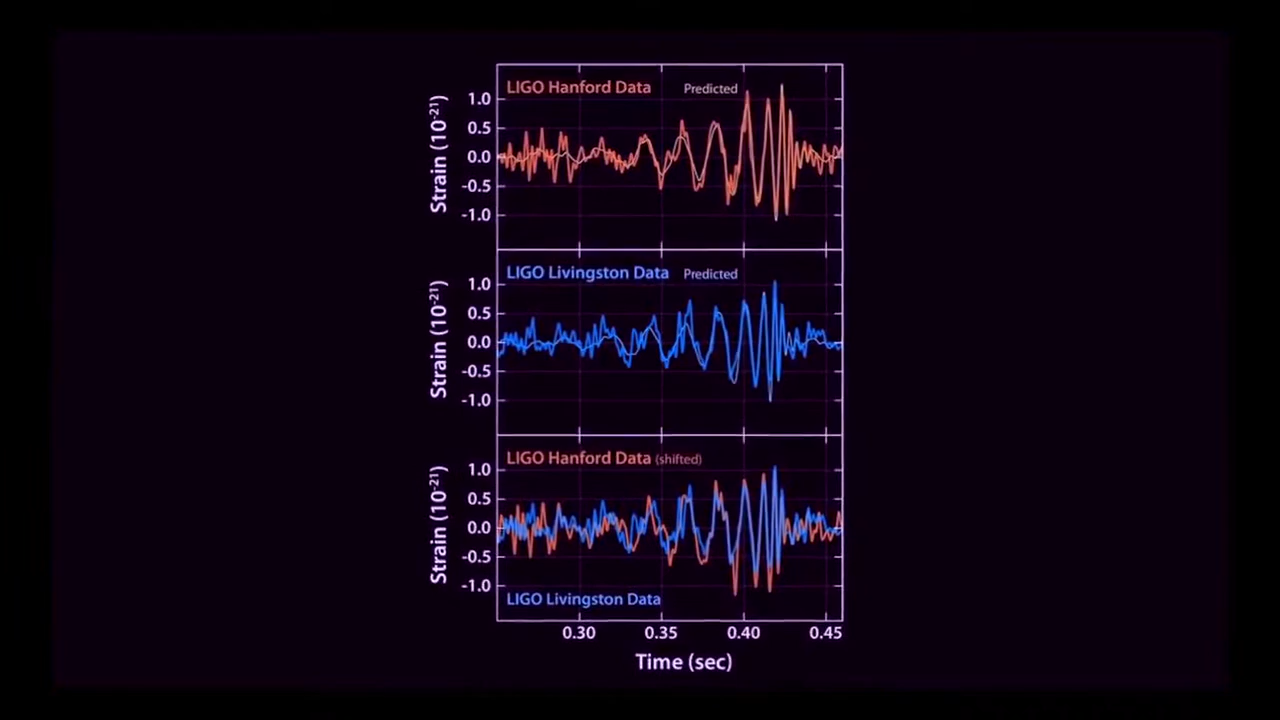 LIGO Hanford Data Predicted
1.0
0.5
0.0
-0.5
-1.0
Strain (10-21)
LIGO Livingston Data Predicted
1.0
0.5
0.0
-0.5
-1.0
Strain (10-21)
LIGO Hanford Data (shifted)
1.0
0.5
0.0
-0.5
-1.0
Strain (10-21)
LIGO Livingston Data
0.30 0.35 0.40 0.45
Time (sec)